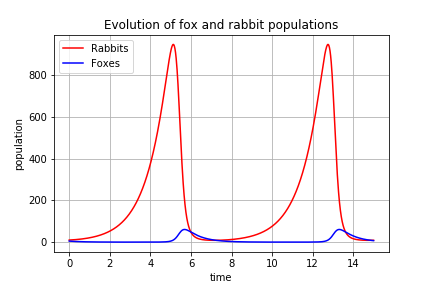 Evolution of fox and rabbit populations
Rabbits
Foxes
population
800
600
400
200
0
0 2 4 6 8 10 12 14
time